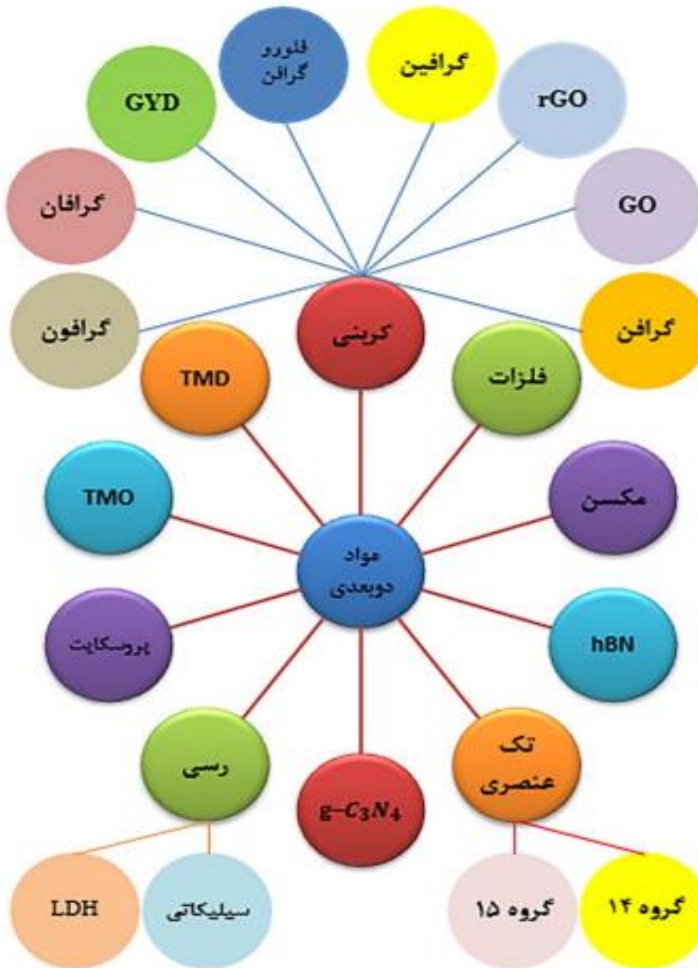 فلورو
گرافن
گرافین
GYD
rGO
گرافان
GO
گرافون
گرافن
کربنی
TMD
فلزات
TMO
مکسن
مواد
دوبعدی
پروسکایت
hBN
رسی
تک
عنصری
g-C₃N₄
LDH
سیلیکاتی
گروه ۱۵
گروه ۱۴